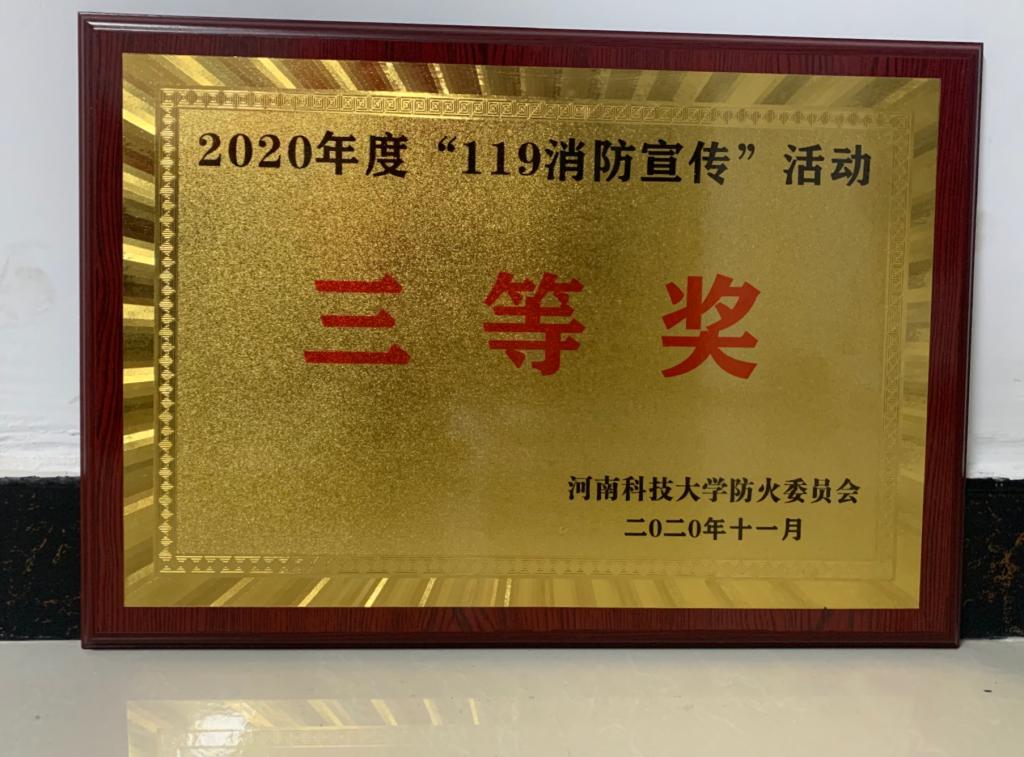 2020年度“119消防宣传”活动
三等奖
河南科技大学防火委员会
二〇二〇年十一月